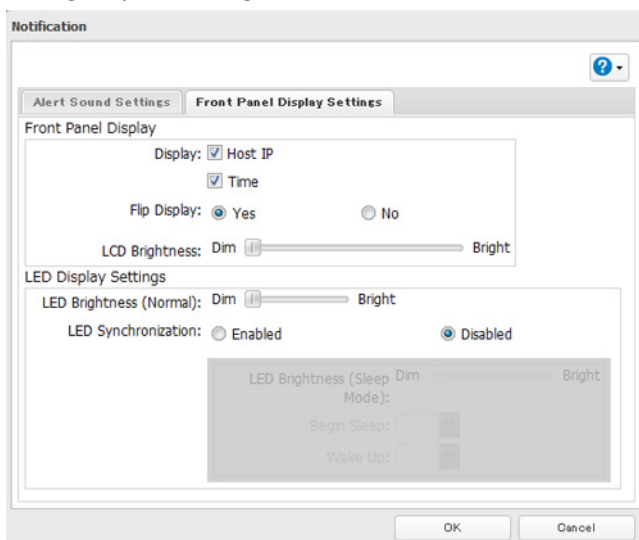 Notification
Alert Sound Settings Front Panel Display Settings
Front Panel Display
Display: Host IP
Time
Flip Display: Yes No
LCD Brightness: Dim Bright
LED Display Settings
LED Brightness (Normal): Dim Bright
LED Synchronization: Enabled Disabled
LED Brightness (Sleep Dim Bright
Mode):
Begin Sleep:
Wake Up:
OK Cancel